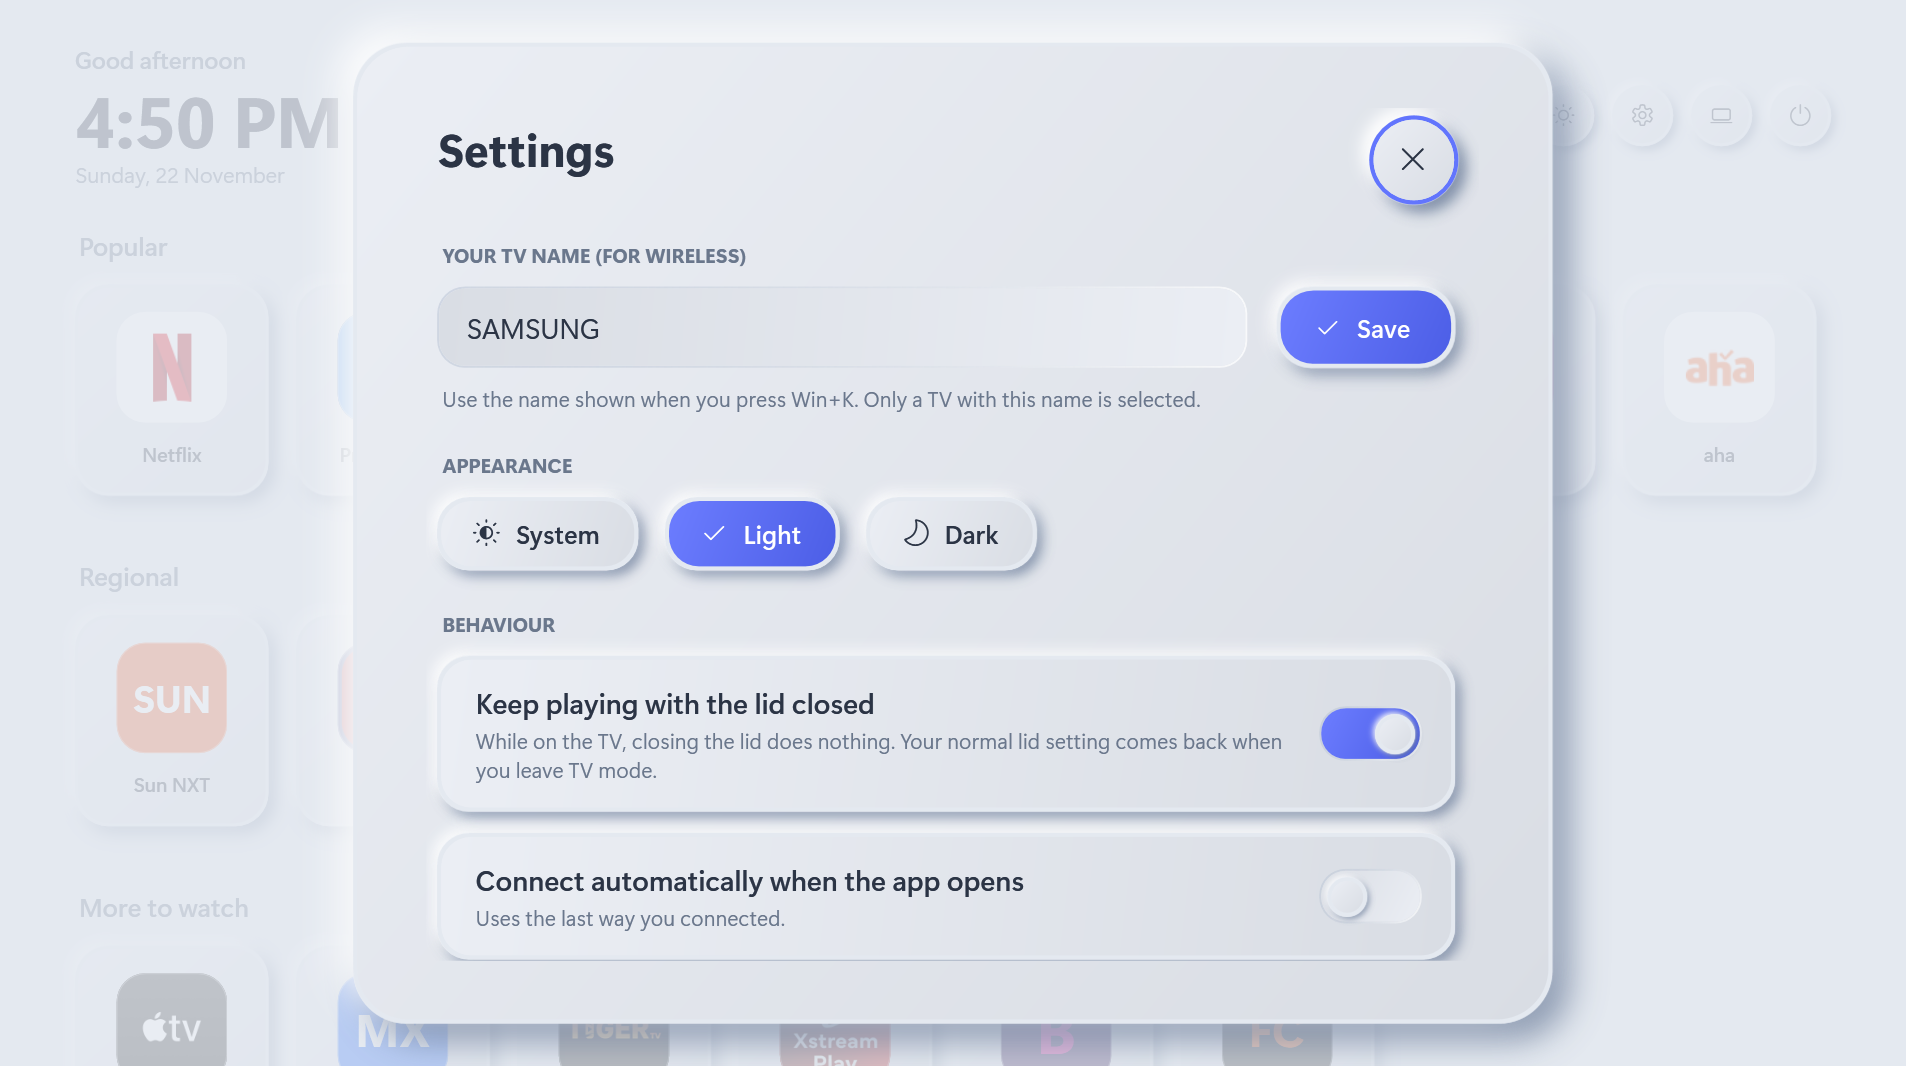 Good afternoon
4:50 PM
Sunday, 22 November
Settings
YOUR TV NAME (FOR WIRELESS)
SAMSUNG
Save
Use the name shown when you press Win+K. Only a TV with this name is selected.
APPEARANCE
System
Light
Dark
BEHAVIOUR
Keep playing with the lid closed
While on the TV, closing the lid does nothing. Your normal lid setting comes back when
you leave TV mode.
Connect automatically when the app opens
Uses the last way you connected.
Popular
N
Netflix
aha
aha
Regional
SUN
Sun NXT
More to watch
tv
MX
TIGER
Xstream
Play
B
FC